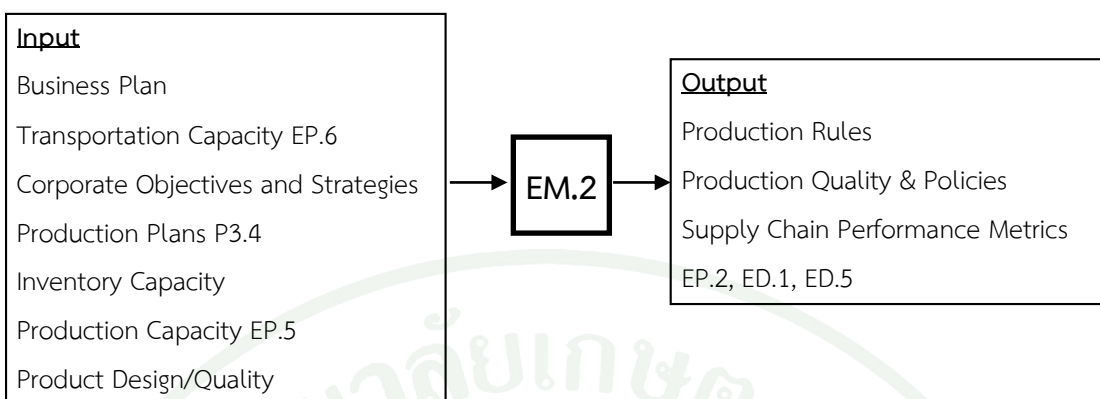 Input
Business Plan
Transportation Capacity EP.6
Corporate Objectives and Strategies
Production Plans P3.4
Inventory Capacity
Production Capacity EP.5
Product Design/Quality
EM.2
Output
Production Rules
Production Quality & Policies
Supply Chain Performance Metrics
EP.2, ED.1, ED.5